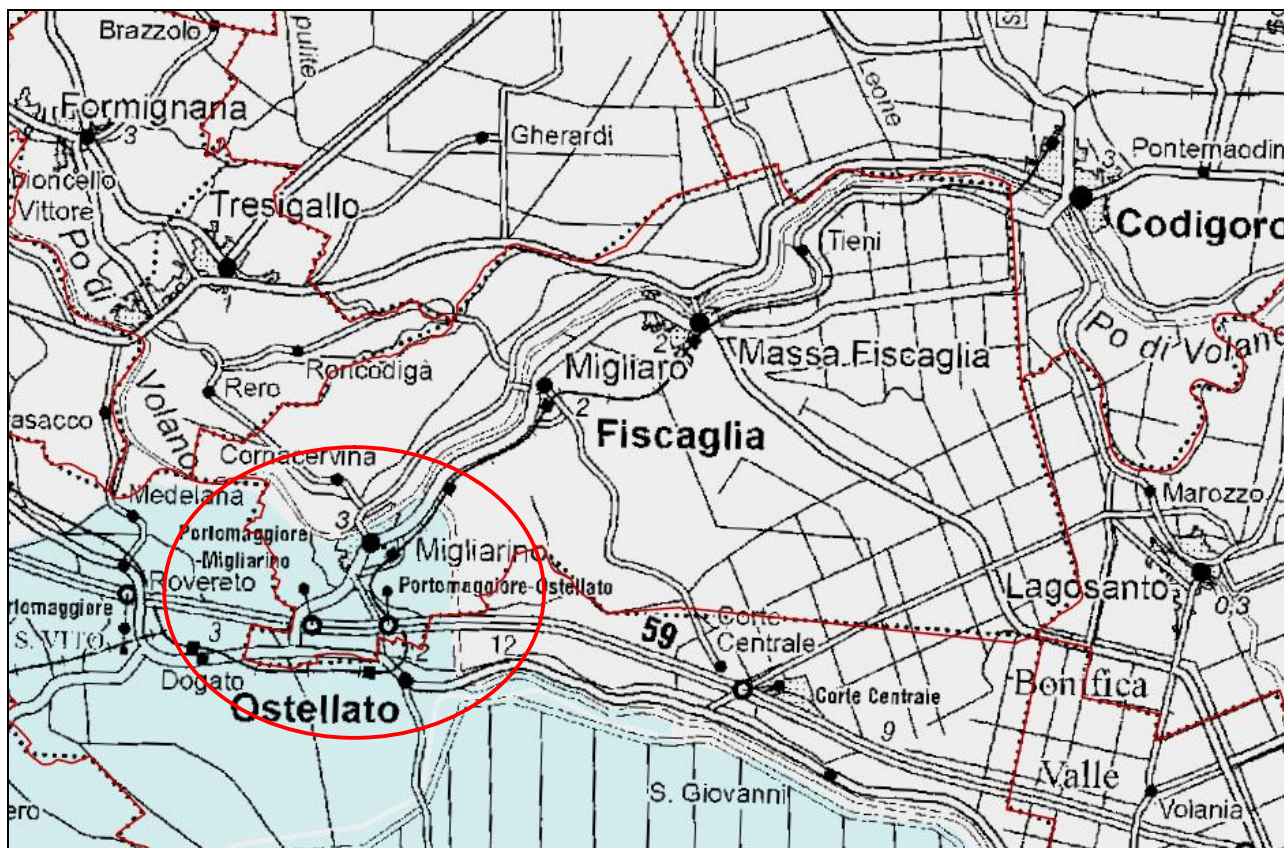 Brazzolo
pulite
Leone
Formignana
3
Gherardi
3
Pontemaodin
Vittore
Tresigallo
Codigoro
Tieni
1
Po di
Po di Volano
Roncodigà
2
Massa Fiscaglia
Migliaro
Rero
2
Volano
asacco
Fiscaglia
Cornacervina
Medelana
Marozzo
3
Portomaggiore
-Migliarino
1
Migliarino
Rovereto
Portomaggiore-Ostellato
Lagosanto
0,3
rtomaggiore
S. VITO
3
59
Corte
Centrale
2
12
Dogato
Bonifica
Ostellato
Corte Centrale
9
Valle
S. Giovanni
Volania
ero